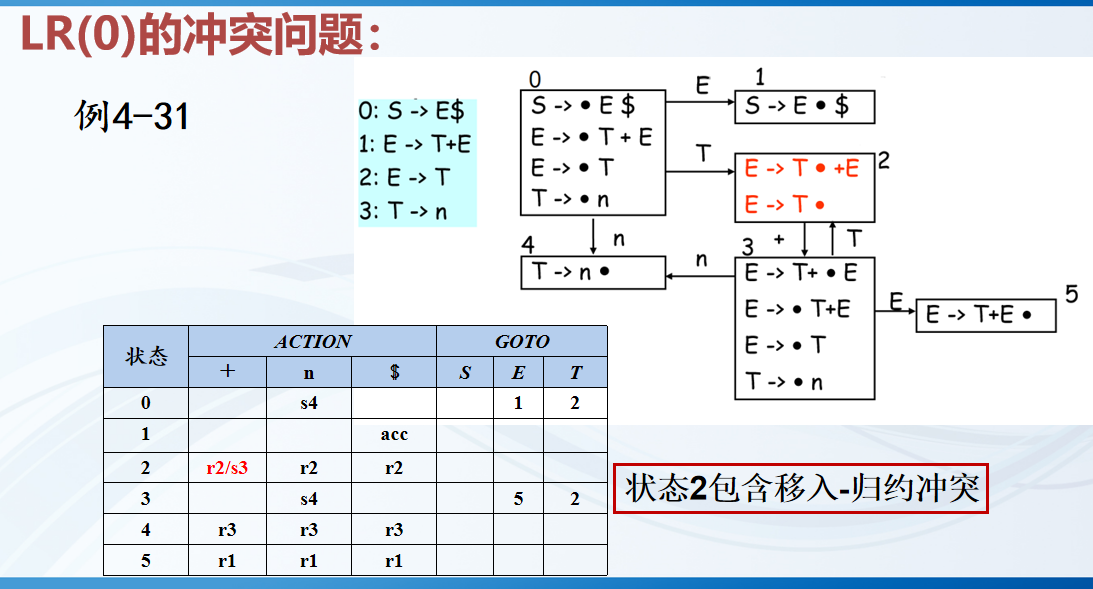 LR(0)的冲突问题：
例4-31
0: S -> E$
1: E -> T+E
2: E -> T
3: T -> n
0
S -> • E $
E -> • T + E
E -> • T
T -> • n
E
1
S -> E • $
T
2
E -> T • +E
E -> T •
n
4
T -> n •
n
3
+
T
E -> T+ • E
E -> • T+E
E -> • T
T -> • n
E
5
E -> T+E •
状态 ACTION GOTO
+ n $ S E T
0 s4 1 2
1 acc
2 r2/s3 r2 r2
3 s4 5 2
4 r3 r3 r3
5 r1 r1 r1
状态2包含移入-归约冲突